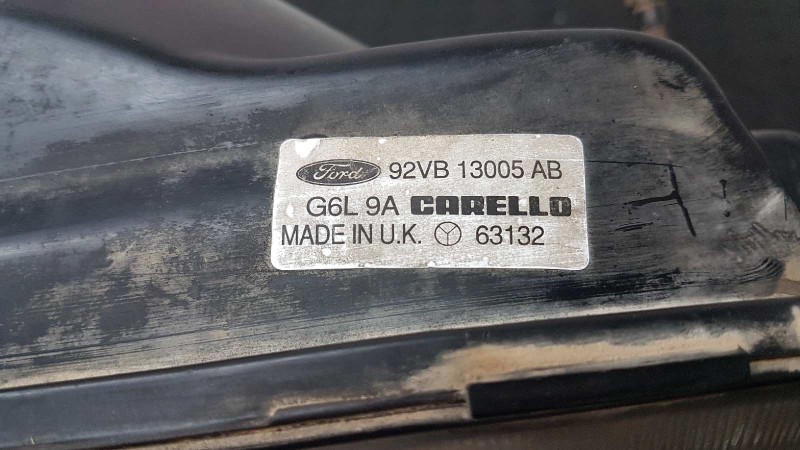 Ford 92VB 13005 AB
G6L 9A CARELLO
MADE IN U.K. 63132